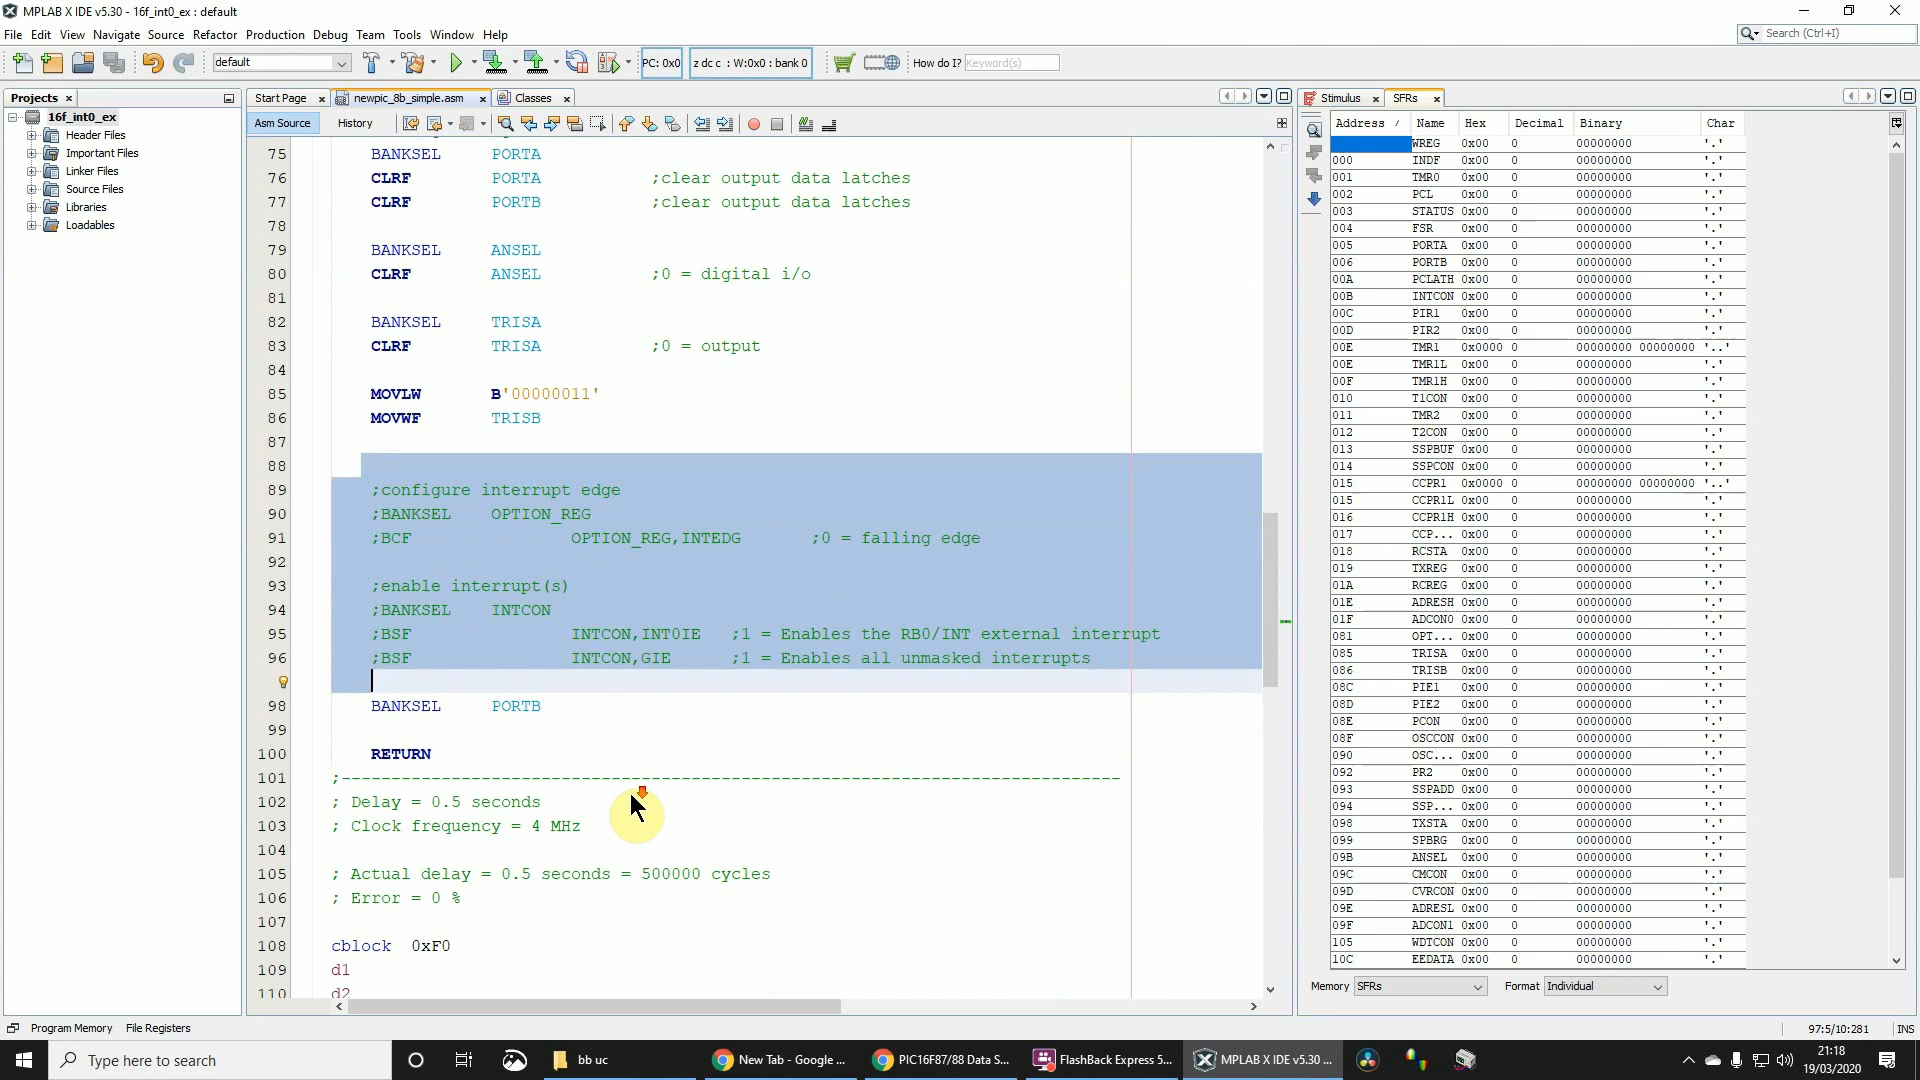 MPLAB X IDE v5.30 - 16f_int0_ex : default
File Edit View Navigate Source Refactor Production Debug Team Tools Window Help
Search (Ctrl+I)
default
PC: 0x0
z dc c : W:0x0 : bank 0
How do I? Keyword(s)
Projects
16f_int0_ex
Header Files
Important Files
Linker Files
Source Files
Libraries
Loadables
Start Page newpic_8b_simple.asm Classes
Asm Source History
75 BANKSEL PORTA
76 CLRF PORTA ;clear output data latches
77 CLRF PORTB ;clear output data latches
78
79 BANKSEL ANSEL
80 CLRF ANSEL ;0 = digital i/o
81
82 BANKSEL TRISA
83 CLRF TRISA ;0 = output
84
85 MOVLW B'00000011'
86 MOVWF TRISB
87
88
89 ;configure interrupt edge
90 ;BANKSEL OPTION_REG
91 ;BCF OPTION_REG,INTEDG ;0 = falling edge
92
93 ;enable interrupt(s)
94 ;BANKSEL INTCON
95 ;BSF INTCON,INT0IE ;1 = Enables the RB0/INT external interrupt
96 ;BSF INTCON,GIE ;1 = Enables all unmasked interrupts
98 BANKSEL PORTB
99
100 RETURN
101 ;------------------------------------------------------------------------------
102 ; Delay = 0.5 seconds
103 ; Clock frequency = 4 MHz
104
105 ; Actual delay = 0.5 seconds = 500000 cycles
106 ; Error = 0 %
107
108 cblock 0xF0
109 d1
110 d2
Stimulus SFRs
Address / Name Hex Decimal Binary Char
WREG 0x00 0 00000000 '.'
000 INDF 0x00 0 00000000 '.'
001 TMR0 0x00 0 00000000 '.'
002 PCL 0x00 0 00000000 '.'
003 STATUS 0x00 0 00000000 '.'
004 FSR 0x00 0 00000000 '.'
005 PORTA 0x00 0 00000000 '.'
006 PORTB 0x00 0 00000000 '.'
00A PCLATH 0x00 0 00000000 '.'
00B INTCON 0x00 0 00000000 '.'
00C PIR1 0x00 0 00000000 '.'
00D PIR2 0x00 0 00000000 '.'
00E TMR1 0x0000 0 00000000 00000000 '..'
00E TMR1L 0x00 0 00000000 '.'
00F TMR1H 0x00 0 00000000 '.'
010 T1CON 0x00 0 00000000 '.'
011 TMR2 0x00 0 00000000 '.'
012 T2CON 0x00 0 00000000 '.'
013 SSPBUF 0x00 0 00000000 '.'
014 SSPCON 0x00 0 00000000 '.'
015 CCPR1 0x0000 0 00000000 00000000 '..'
015 CCPR1L 0x00 0 00000000 '.'
016 CCPR1H 0x00 0 00000000 '.'
017 CCP... 0x00 0 00000000 '.'
018 RCSTA 0x00 0 00000000 '.'
019 TXREG 0x00 0 00000000 '.'
01A RCREG 0x00 0 00000000 '.'
01E ADRESH 0x00 0 00000000 '.'
01F ADCON0 0x00 0 00000000 '.'
081 OPT... 0x00 0 00000000 '.'
085 TRISA 0x00 0 00000000 '.'
086 TRISB 0x00 0 00000000 '.'
08C PIE1 0x00 0 00000000 '.'
08D PIE2 0x00 0 00000000 '.'
08E PCON 0x00 0 00000000 '.'
08F OSCCON 0x00 0 00000000 '.'
090 OSC... 0x00 0 00000000 '.'
092 PR2 0x00 0 00000000 '.'
093 SSPADD 0x00 0 00000000 '.'
094 SSP... 0x00 0 00000000 '.'
098 TXSTA 0x00 0 00000000 '.'
099 SPBRG 0x00 0 00000000 '.'
09B ANSEL 0x00 0 00000000 '.'
09C CMCON 0x00 0 00000000 '.'
09D CVRCON 0x00 0 00000000 '.'
09E ADRESL 0x00 0 00000000 '.'
09F ADCON1 0x00 0 00000000 '.'
105 WDTCON 0x00 0 00000000 '.'
10C EEDATA 0x00 0 00000000 '.'
Memory SFRs Format Individual
Program Memory File Registers
97:5/10:281 INS
Type here to search
bb uc
New Tab - Google ...
PIC16F87/88 Data S...
FlashBack Express 5...
MPLAB X IDE v5.30 ...
21:18
19/03/2020